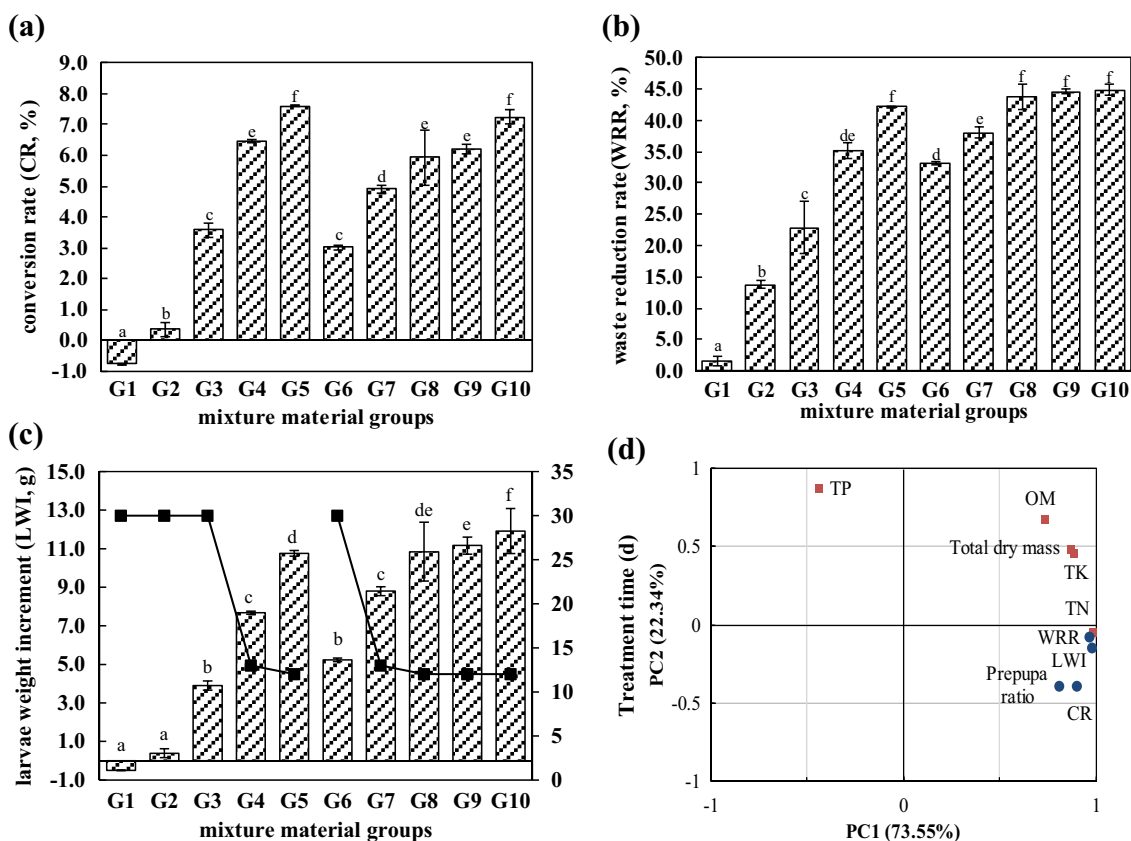 (a)
conversion rate (CR, %)
9.0
8.0
7.0
6.0
5.0
4.0
3.0
2.0
1.0
0.0
-1.0
a
b
c
e
f
c
d
e
e
f
G1 G2 G3 G4 G5 G6 G7 G8 G9 G10
mixture material groups
(b)
waste reduction rate(WRR, %)
50.0
45.0
40.0
35.0
30.0
25.0
20.0
15.0
10.0
5.0
0.0
a
b
c
de
f
d
e
f
f
f
G1 G2 G3 G4 G5 G6 G7 G8 G9 G10
mixture material groups
(c)
larvae weight increment (LWI, g)
15.0
13.0
11.0
9.0
7.0
5.0
3.0
1.0
-1.0
a
a
b
c
d
b
c
de
e
f
35
30
25
20
15
10
5
0
Treatment time (d)
G1 G2 G3 G4 G5 G6 G7 G8 G9 G10
mixture material groups
(d)
PC2 (22.34%)
1
0.5
0
-0.5
-1
TP
OM
Total dry mass
TK
TN
WRR
LWI
Prepupa
ratio
CR
-1 0 1
PC1 (73.55%)